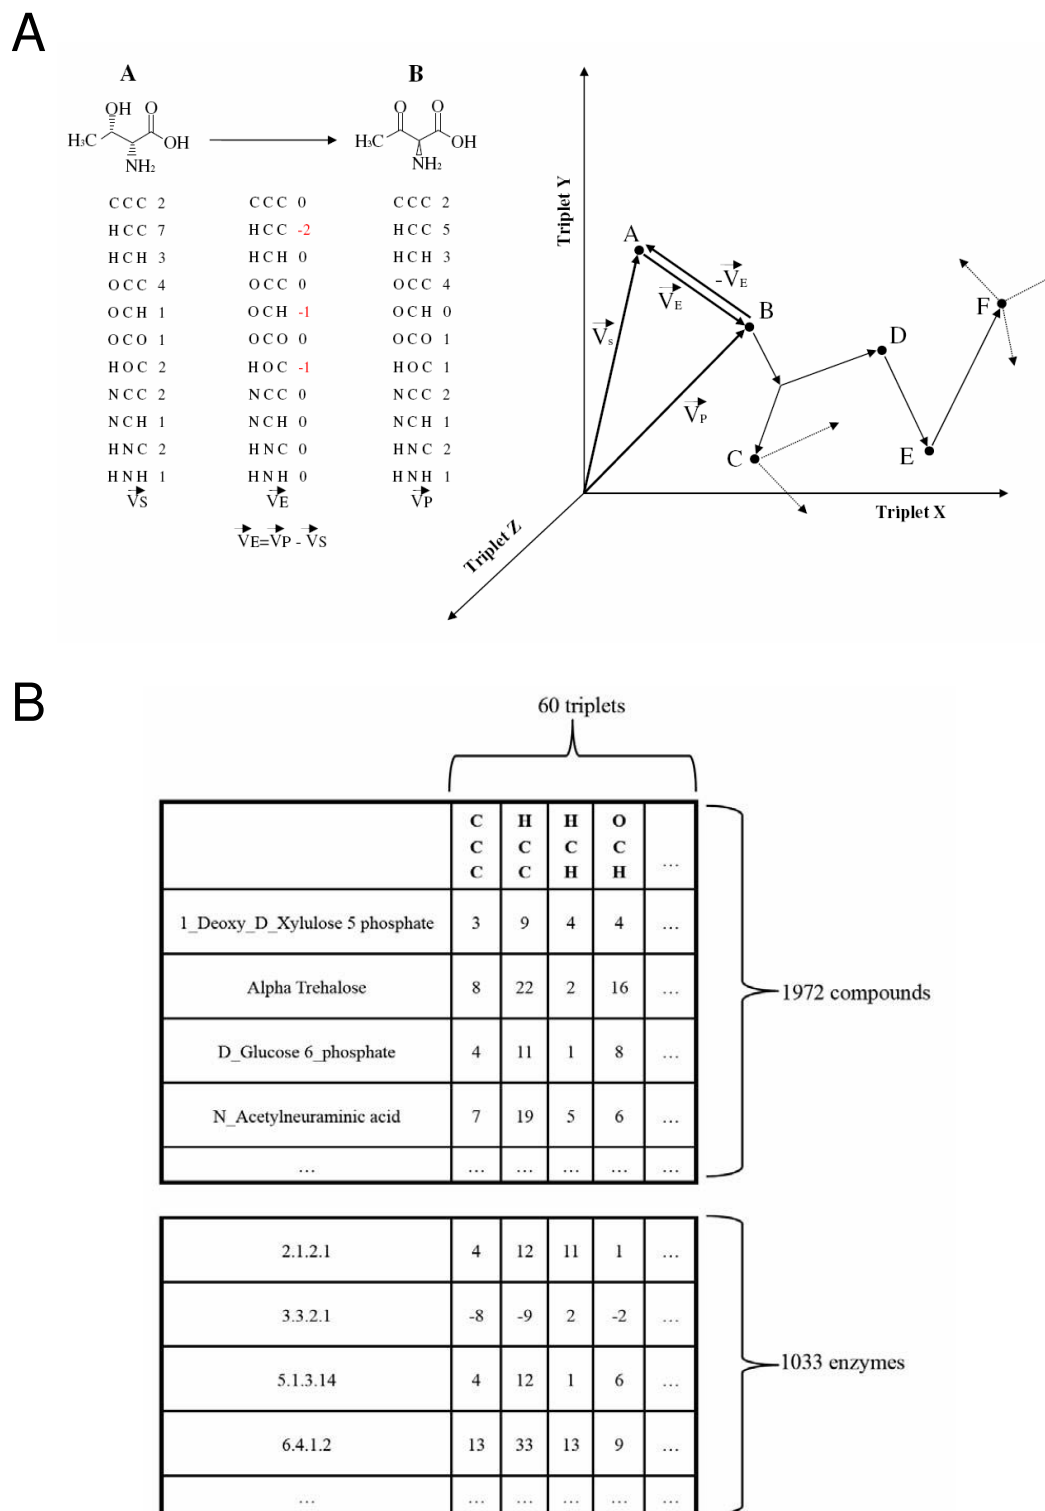 A
A B
OH O
H₃C OH
NH₂
O O
H₃C OH
NH₂
CCC 2 CCC 0 CCC 2
HCC 7 HCC -2 HCC 5
HCH 3 HCH 0 HCH 3
OCC 4 OCC 0 OCC 4
OCH 1 OCH -1 OCH 0
OCO 1 OCO 0 OCO 1
HOC 2 HOC -1 HOC 1
NCC 2 NCC 0 NCC 2
NCH 1 NCH 0 NCH 1
HNC 2 HNC 0 HNC 2
HNH 1 HNH 0 HNH 1
VS VE VP
VE=VP - VS
Triplet Y
A
-VE
VE
B
Vs
VP
D
F
C
E
Triplet X
Triplet Z
B
60 triplets
C C C H C C H C H O C H ...
1_Deoxy_D_Xylulose 5 phosphate 3 9 4 4 ...
Alpha Trehalose 8 22 2 16 ...
D_Glucose 6_phosphate 4 11 1 8 ...
N_Acetylneuraminic acid 7 19 5 6 ...
... ... ... ... ... ...
1972 compounds
2.1.2.1 4 12 11 1 ...
3.3.2.1 -8 -9 2 -2 ...
5.1.3.14 4 12 1 6 ...
6.4.1.2 13 33 13 9 ...
... ... ... ... ... ...
1033 enzymes